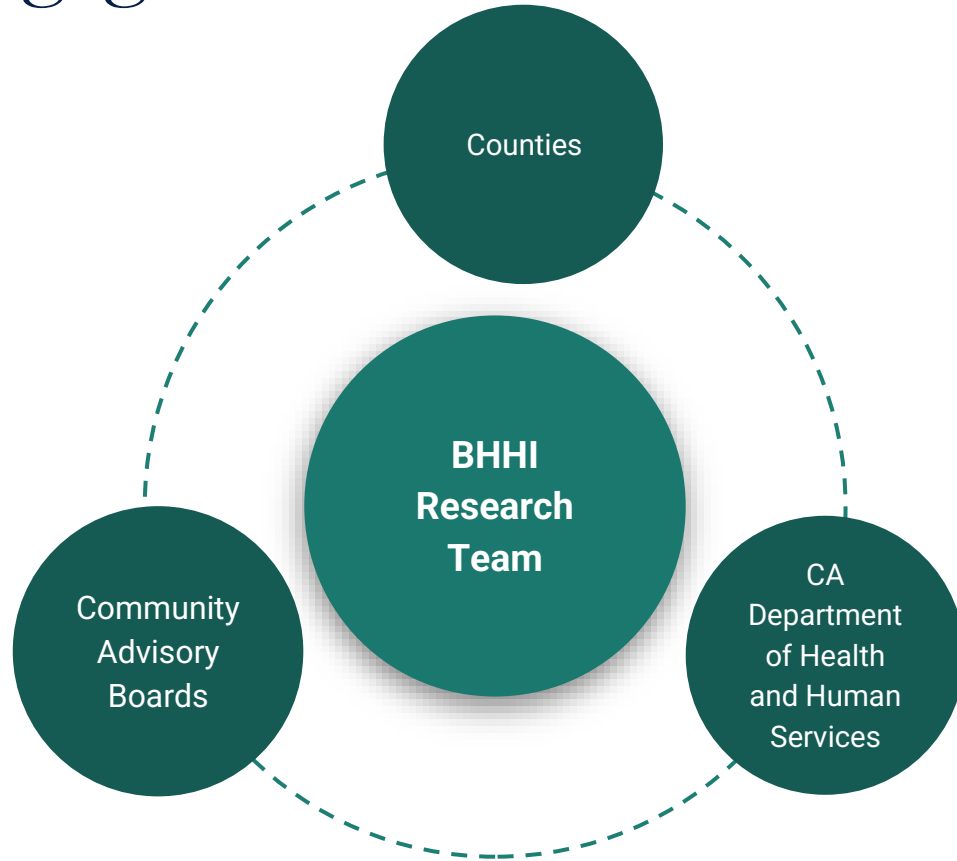 Counties
BHHI
Research
Team
Community
Advisory
Boards
CA
Department
of Health
and Human
Services